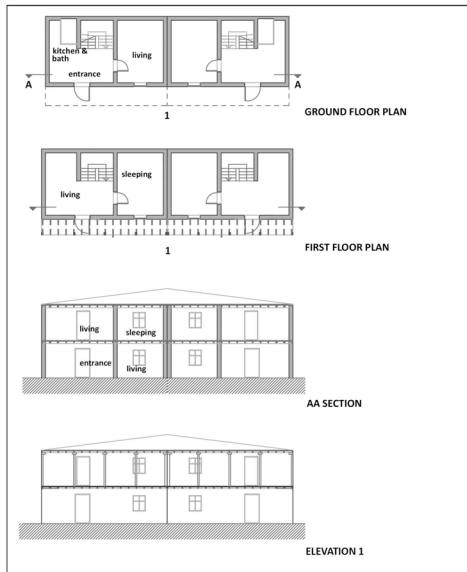 kitchen &
bath
living
entrance
A
A
1
GROUND FLOOR PLAN
sleeping
living
1
FIRST FLOOR PLAN
living
sleeping
entrance
living
AA SECTION
ELEVATION 1